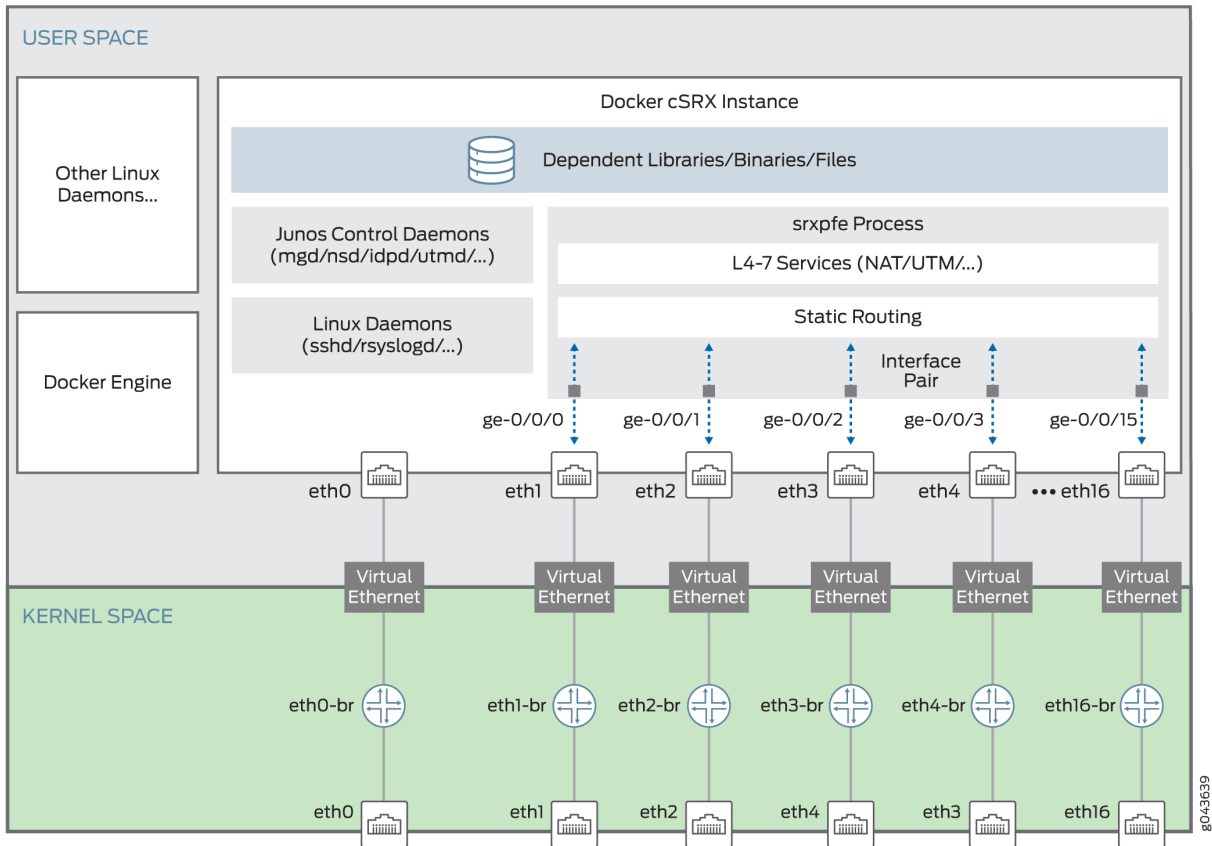 USER SPACE
Other Linux
Daemons...
Docker Engine
Docker cSRX Instance
Dependent Libraries/Binaries/Files
Junos Control Daemons
(mgd/nsd/idpd/utmd/...)
Linux Daemons
(sshd/rsyslogd/...)
srxpfe Process
L4-7 Services (NAT/UTM/...)
Static Routing
Interface
Pair
ge-0/0/0
ge-0/0/1
ge-0/0/2
ge-0/0/3
ge-0/0/15
eth0
eth1
eth2
eth3
eth4
••• eth16
Virtual
Ethernet
Virtual
Ethernet
Virtual
Ethernet
Virtual
Ethernet
Virtual
Ethernet
Virtual
Ethernet
KERNEL SPACE
eth0-br
eth1-br
eth2-br
eth3-br
eth4-br
eth16-br
eth0
eth1
eth2
eth4
eth3
eth16
g043639